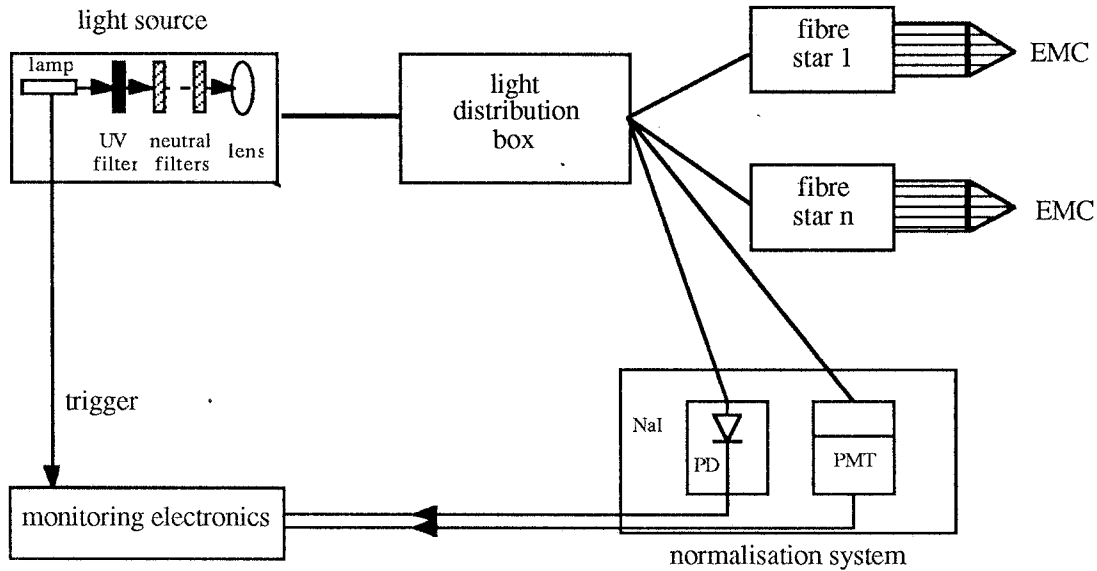 light source
lamp
UV
filter
neutral
filters
lens
light
distribution
box
fibre
star 1
EMC
fibre
star n
EMC
trigger
NaI
PD
PMT
monitoring electronics
normalisation system